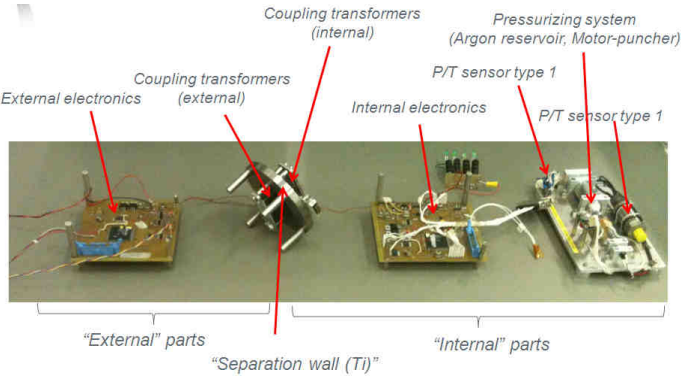 Coupling transformers
(internal)
Pressurizing system
(Argon reservoir, Motor-puncher)
Coupling transformers
(external)
P/T sensor type 1
External electronics
Internal electronics
P/T sensor type 1
“External” parts
“Internal” parts
“Separation wall (Ti)”